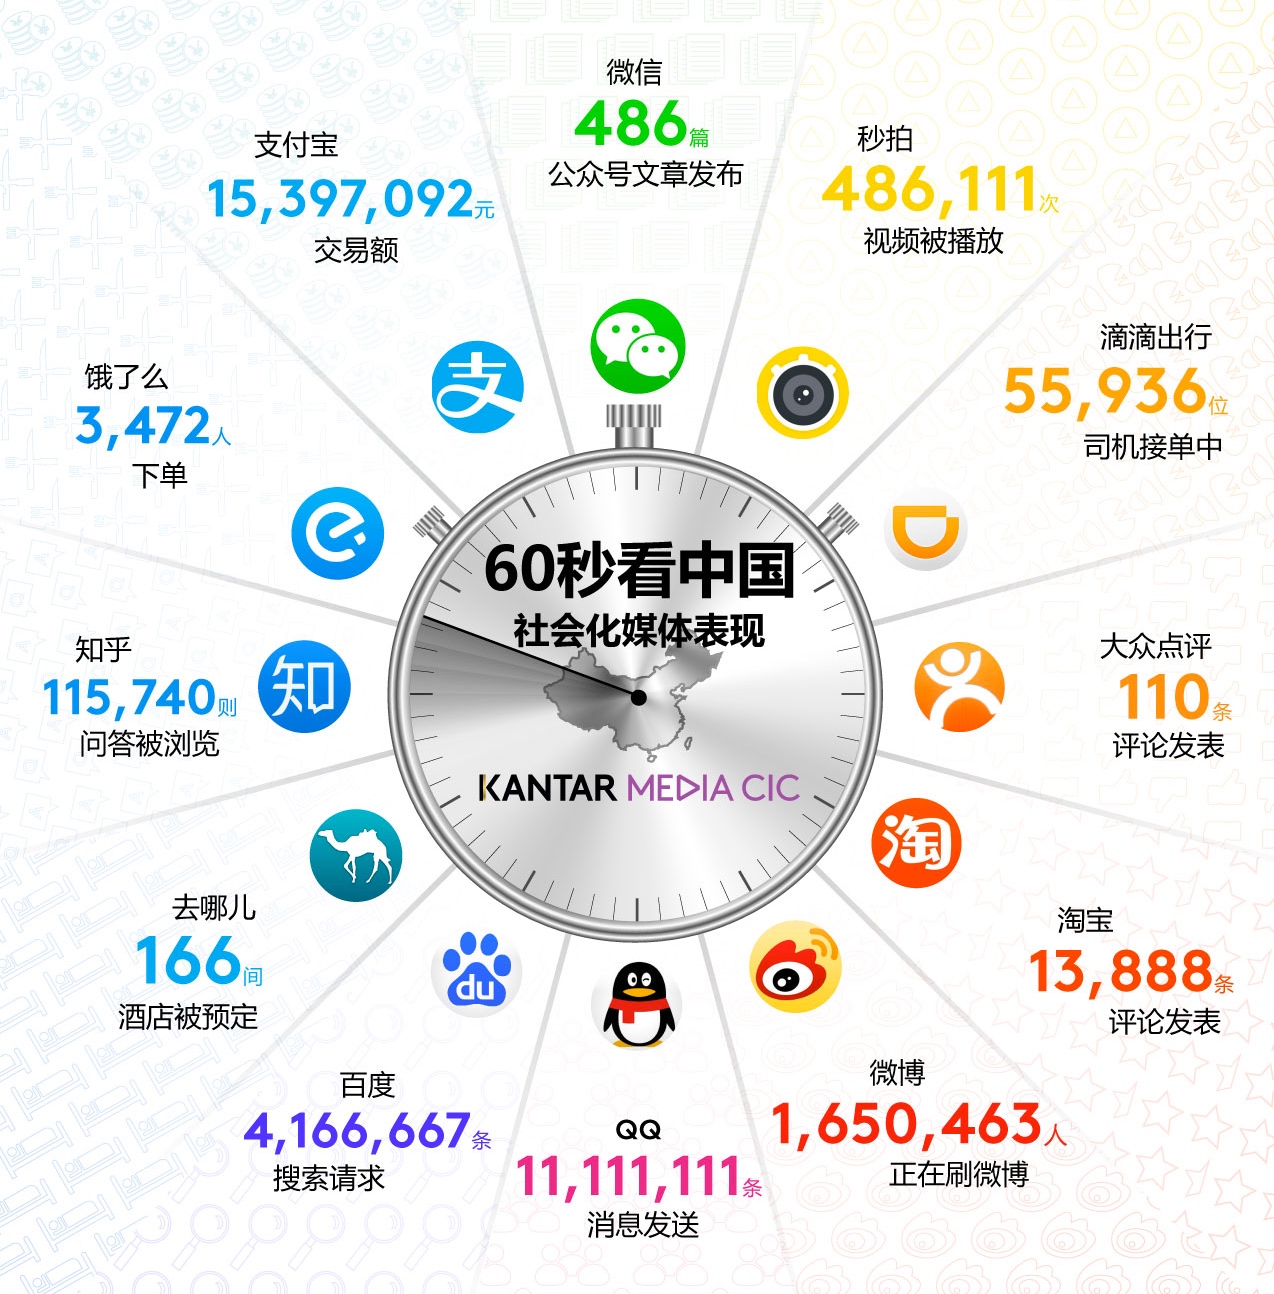 微信
486篇
公众号文章发布
秒拍
486,111次
视频被播放
滴滴出行
55,936位
司机接单中
大众点评
110条
评论发表
淘
淘宝
13,888条
评论发表
微博
1,650,463人
正在刷微博
QQ
11,111,111条
消息发送
du
百度
4,166,667条
搜索请求
去哪儿
166间
酒店被预定
知
知乎
115,740则
问答被浏览
饿了么
3,472人
下单
支
支付宝
15,397,092元
交易额
60秒看中国
社会化媒体表现
KANTAR MEDIA CIC